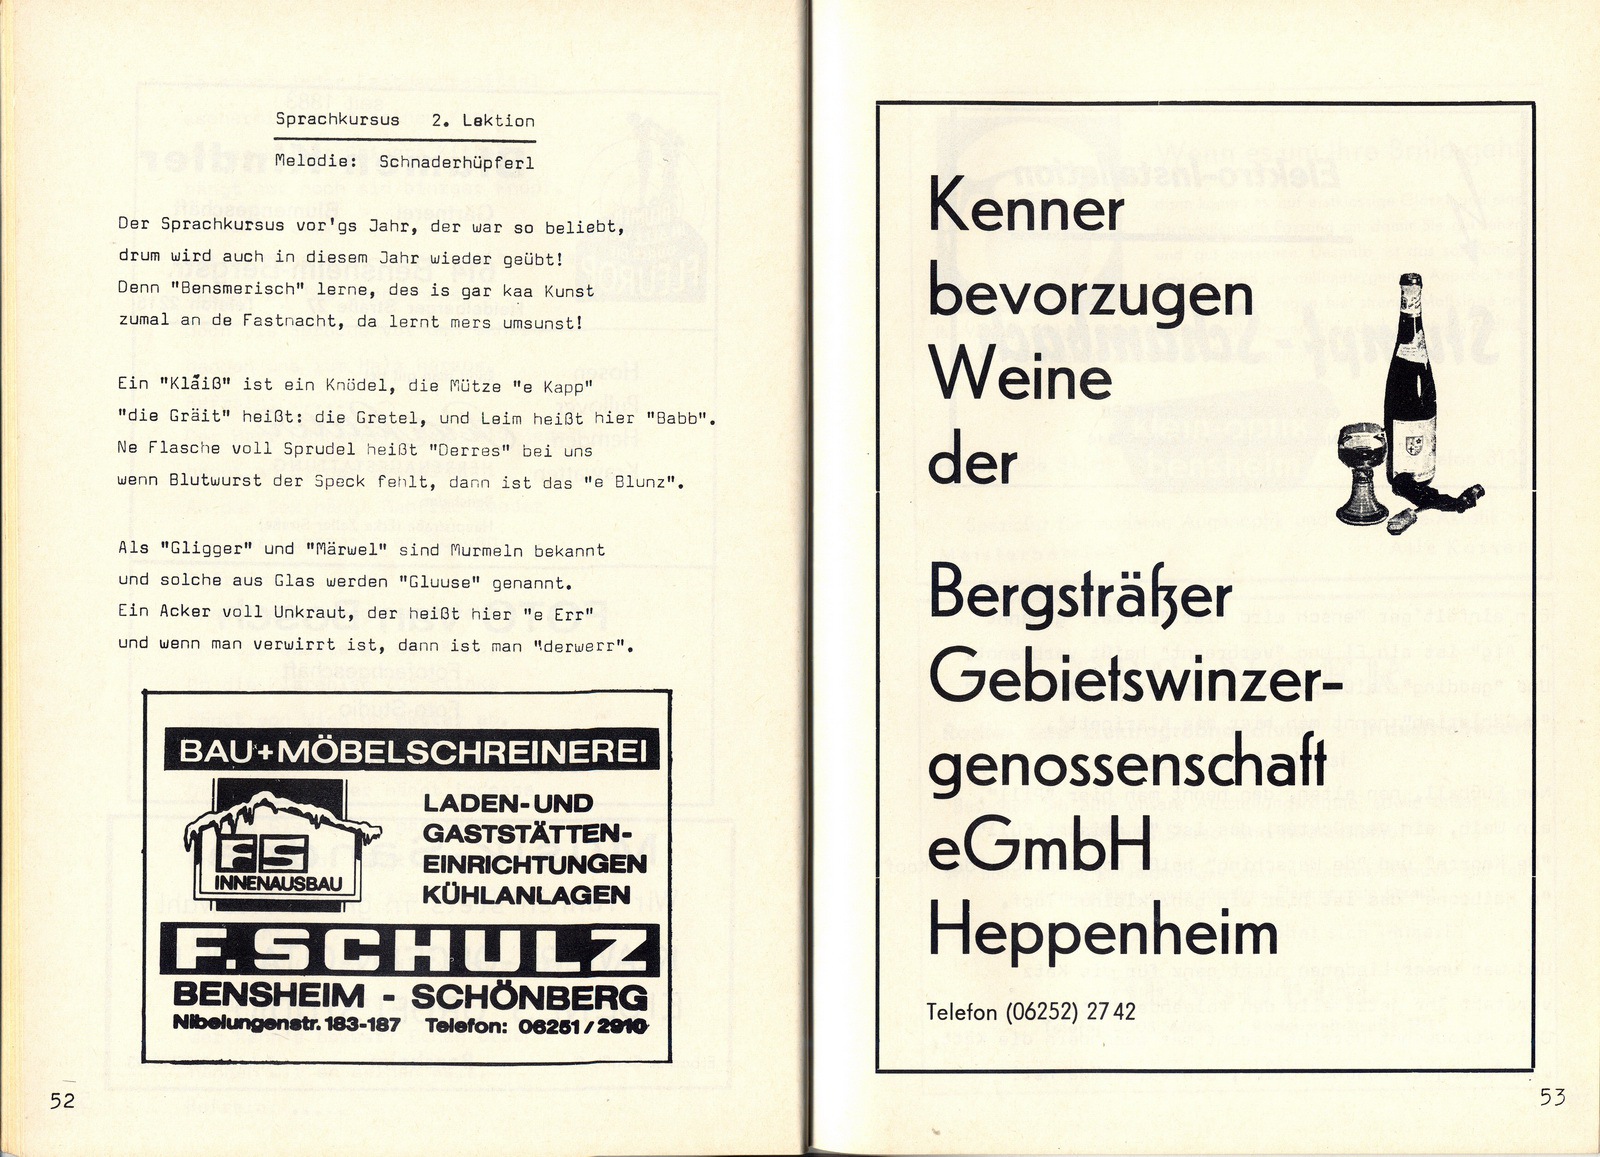 Sprachkursus 2. Lektion
Melodie: Schnaderhüpferl
Der Sprachkursus vor'gs Jahr, der war so beliebt,
drum wird auch in diesem Jahr wieder geübt!
Denn "Bensmerisch" lerne, des is gar kaa Kunst
zumal an de Fastnacht, da lernt mers umsunst!
Ein "Kläiß" ist ein Knödel, die Mütze "e Kapp"
"die Gräit" heißt: die Gretel, und Leim heißt hier "Babb".
Ne Flasche voll Sprudel heißt "Derres" bei uns
wenn Blutwurst der Speck fehlt, dann ist das "e Blunz".
Als "Gligger" und "Märwel" sind Murmeln bekannt
und solche aus Glas werden "Gluuse" genannt.
Ein Acker voll Unkraut, der heißt hier "e Err"
und wenn man verwirrt ist, dann ist man "derwerr".
BAU+MÖBELSCHREINEREI
FS
INNENAUSBAU
LADEN-UND
GASTSTÄTTEN-
EINRICHTUNGEN
KÜHLANLAGEN
F.SCHULZ
BENSHEIM - SCHÖNBERG
Nibelungenstr. 183-187 Telefon: 06251/2910
52
Kenner
bevorzugen
Weine
der
Bergsträßer
Gebietswinzer-
genossenschaft
eGmbH
Heppenheim
Telefon (06252) 27 42
53